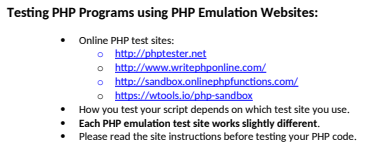 Testing PHP Programs using PHP Emulation Websites:
• Online PHP test sites:
o http://phptester.net
o http://www.writephponline.com/
o http://sandbox.onlinephpfunctions.com/
o https://wtools.io/php-sandbox
• How you test your script depends on which test site you use.
• Each PHP emulation test site works slightly different.
• Please read the site instructions before testing your PHP code.